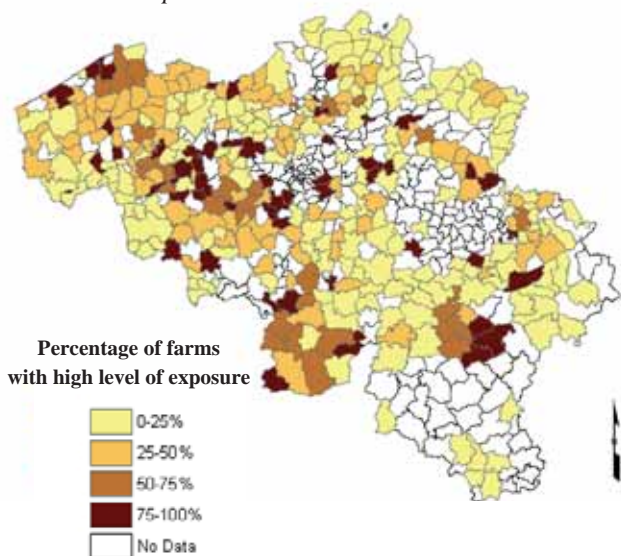 Percentage of farms
with high level of exposure
0-25%
25-50%
50-75%
75-100%
No Data